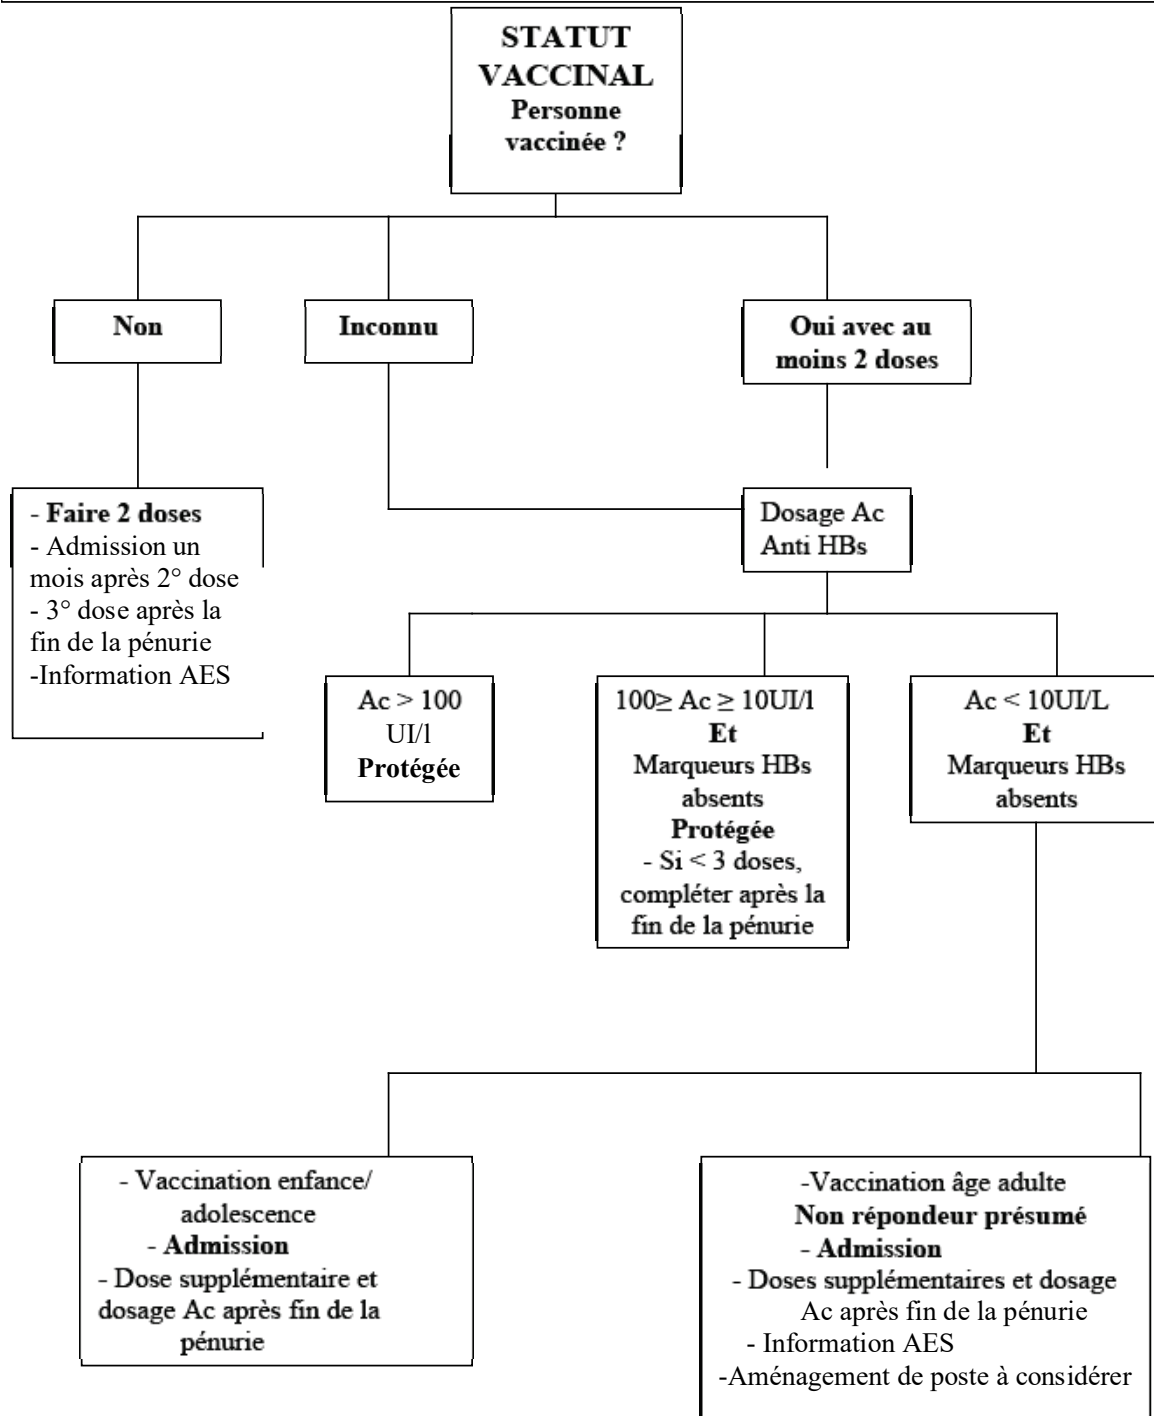 STATUT
VACCINAL
Personne
vaccinée ?
Non
Inconnu
Oui avec au
moins 2 doses
- Faire 2 doses
- Admission un
mois après 2° dose
- 3° dose après la
fin de la pénurie
-Information AES
Dosage Ac
Anti HBs
Ac > 100
UI/l
Protégée
100≥ Ac ≥ 10UI/l
Et
Marqueurs HBs
absents
Protégée
- Si < 3 doses,
compléter après la
fin de la pénurie
Ac < 10UI/L
Et
Marqueurs HBs
absents
- Vaccination enfance/
adolescence
- Admission
- Dose supplémentaire et
dosage Ac après fin de la
pénurie
-Vaccination âge adulte
Non répondeur présumé
- Admission
- Doses supplémentaires et dosage
Ac après fin de la pénurie
- Information AES
-Aménagement de poste à considérer